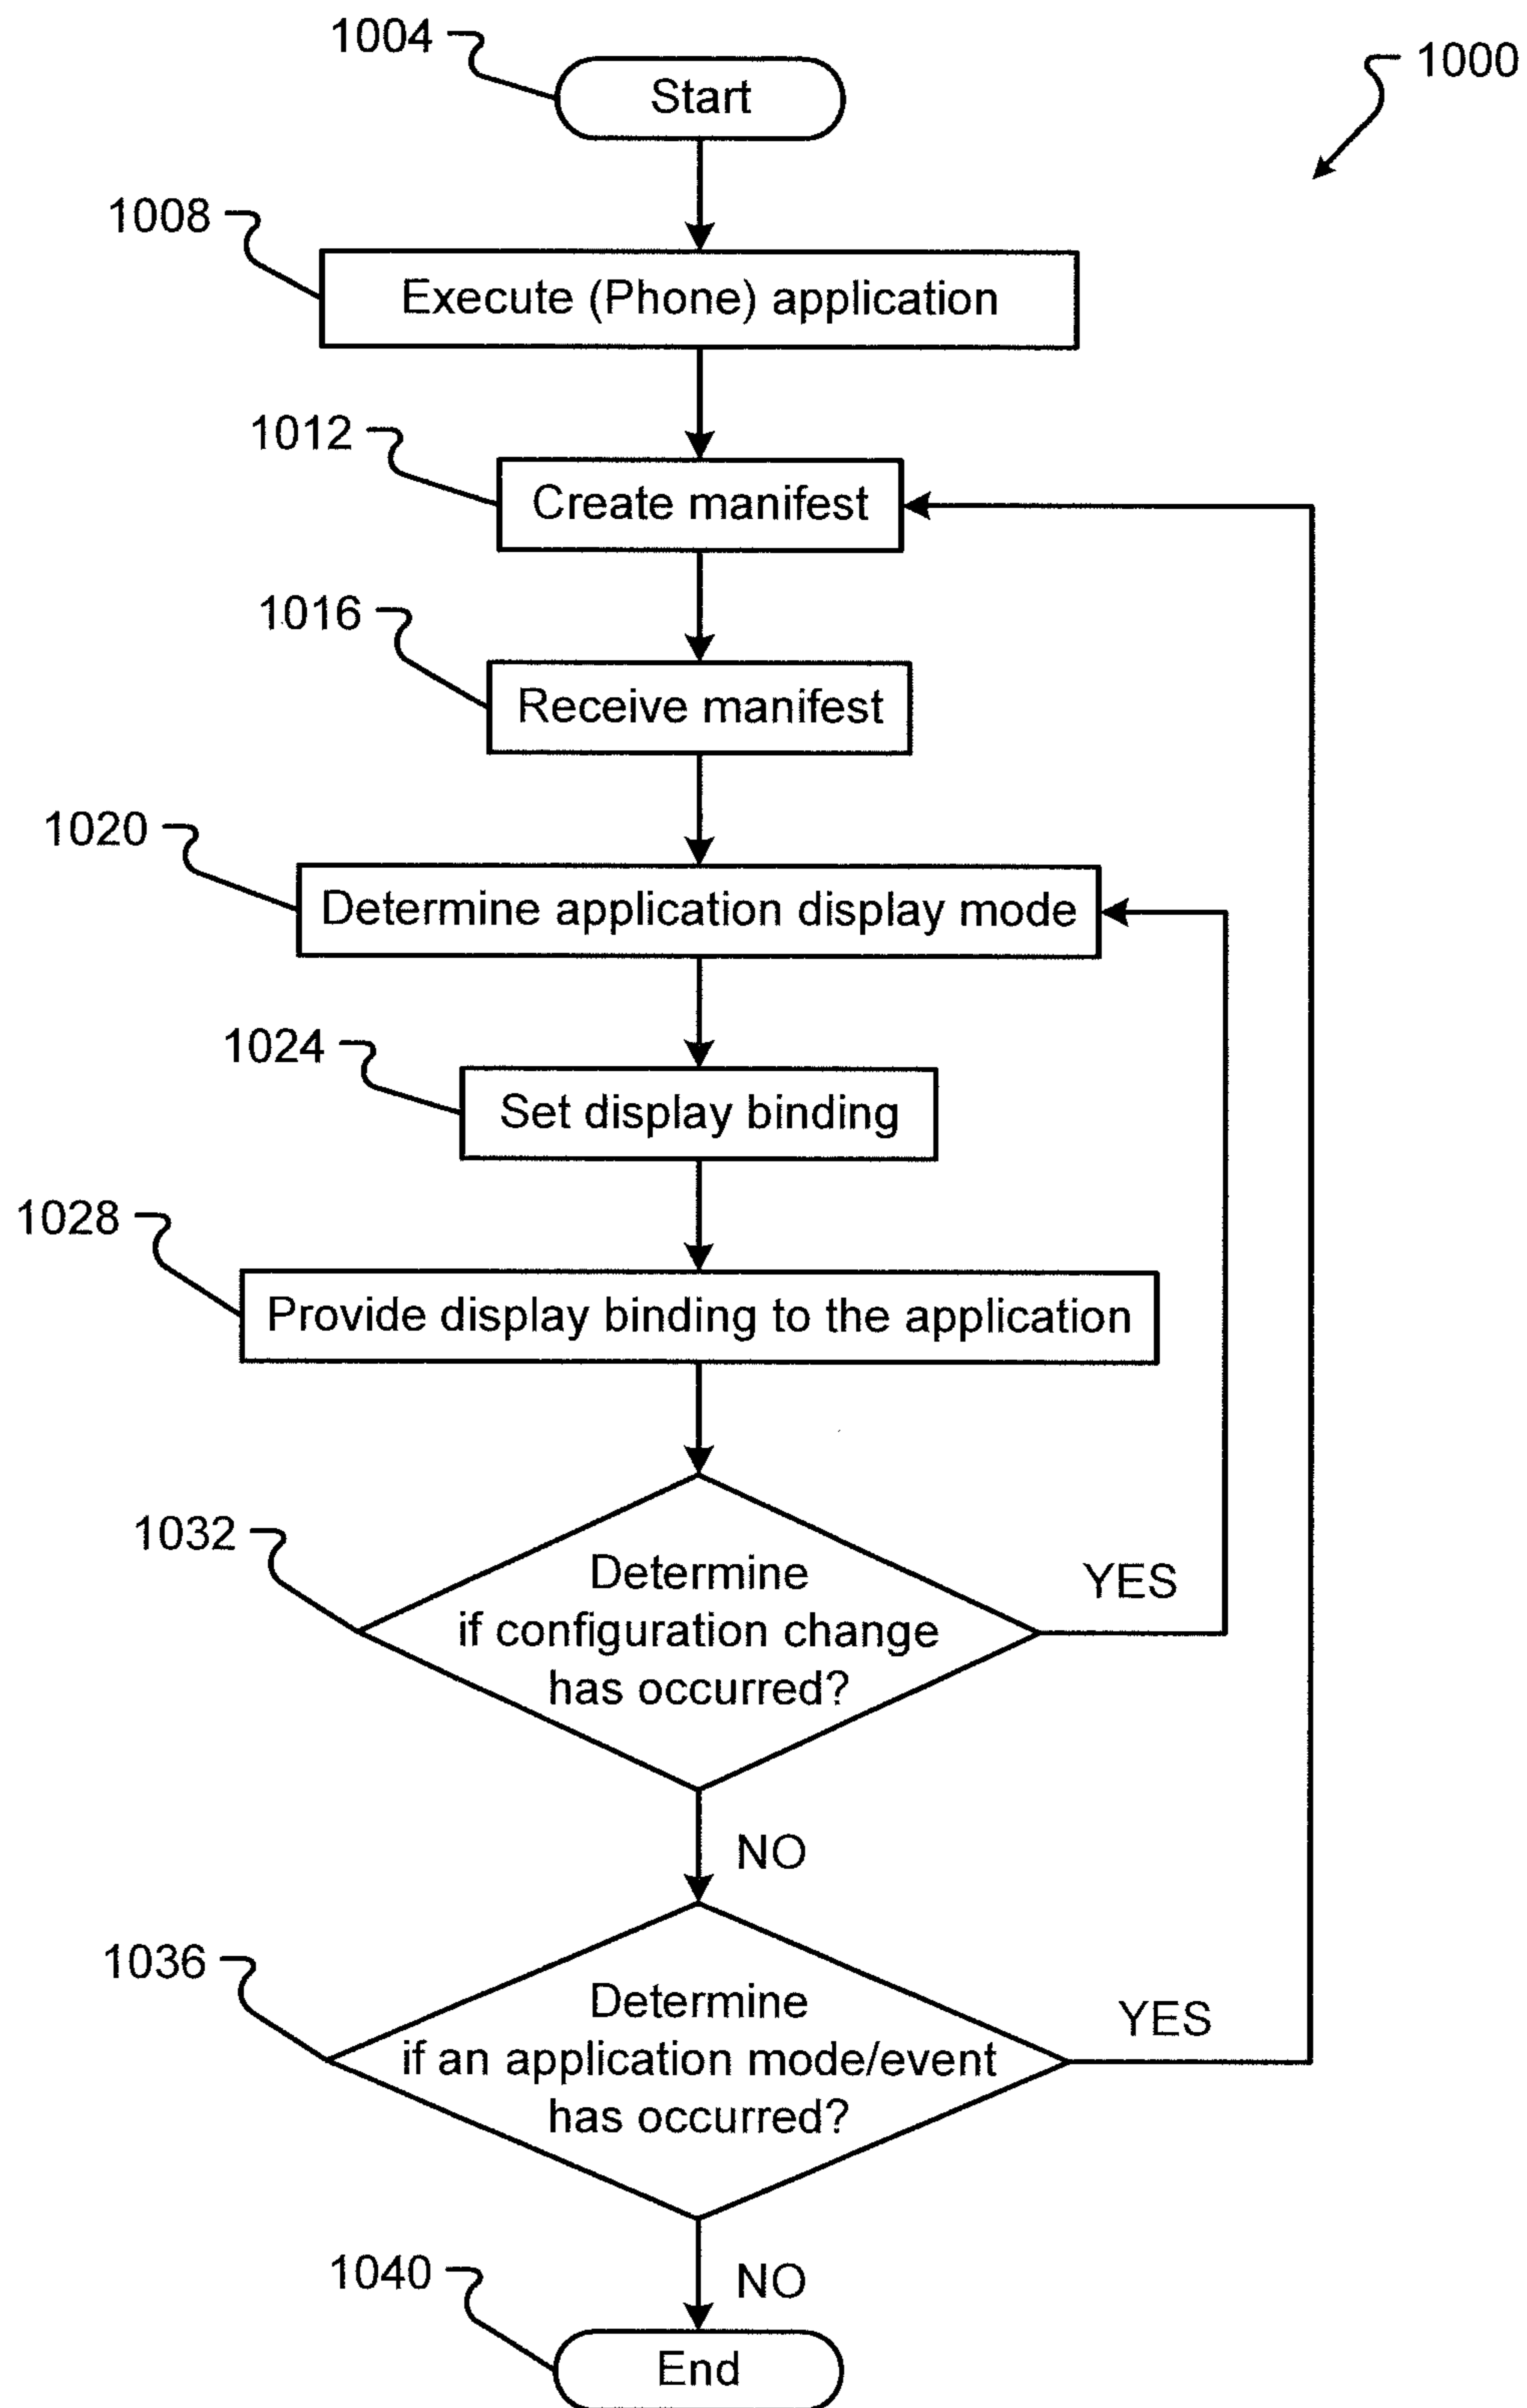 1004
Start
1000
1008
Execute (Phone) application
1012
Create manifest
1016
Receive manifest
1020
Determine application display mode
1024
Set display binding
1028
Provide display binding to the application
1032
Determine
if configuration change
has occurred?
YES
NO
1036
Determine
if an application mode/event
has occurred?
YES
NO
1040
End